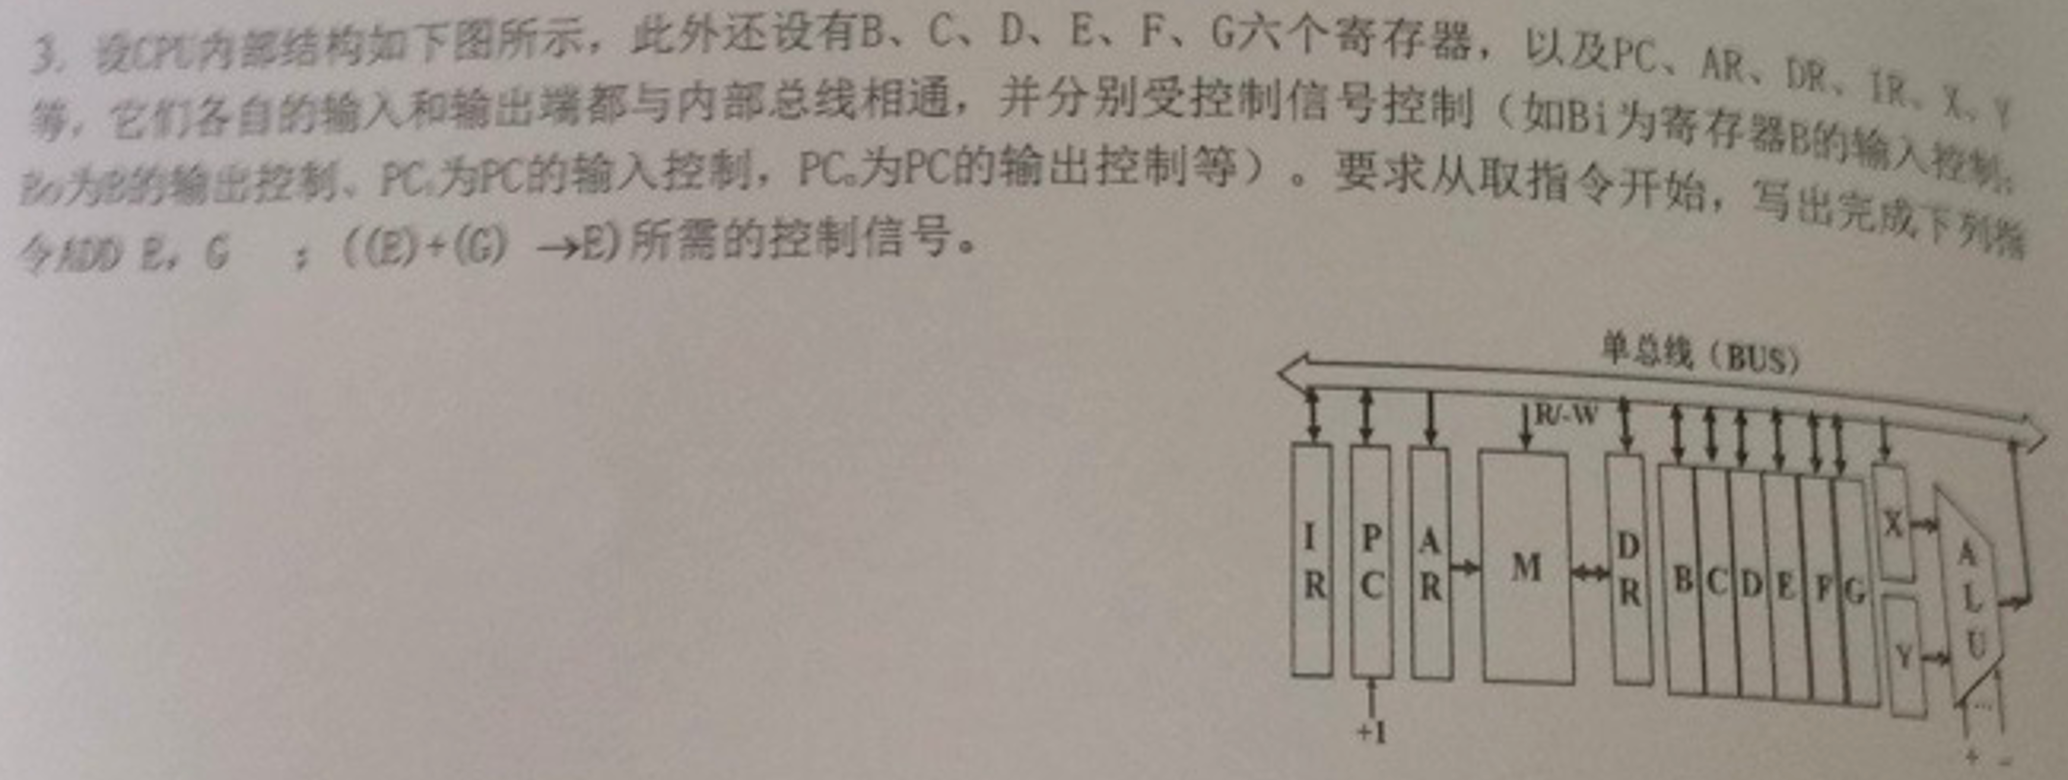 3. 设CPU内部结构如下图所示，此外还设有B、C、D、E、F、G六个寄存器，以及PC、AR、DR、IR、X、Y
等，它们各自的输入和输出端都与内部总线相通，并分别受控制信号控制（如Bi为寄存器B的输入控制；
Bo为B的输出控制、PCi为PC的输入控制，PCo为PC的输出控制等）。要求从取指令开始，写出完成下列指
令ADD E，G ；（(E)+(G) →E)所需的控制信号。
单总线（BUS）
R/-W
IR
PC
AR
M
DR
B
C
D
E
F
G
X
Y
ALU
+1
...
+ -